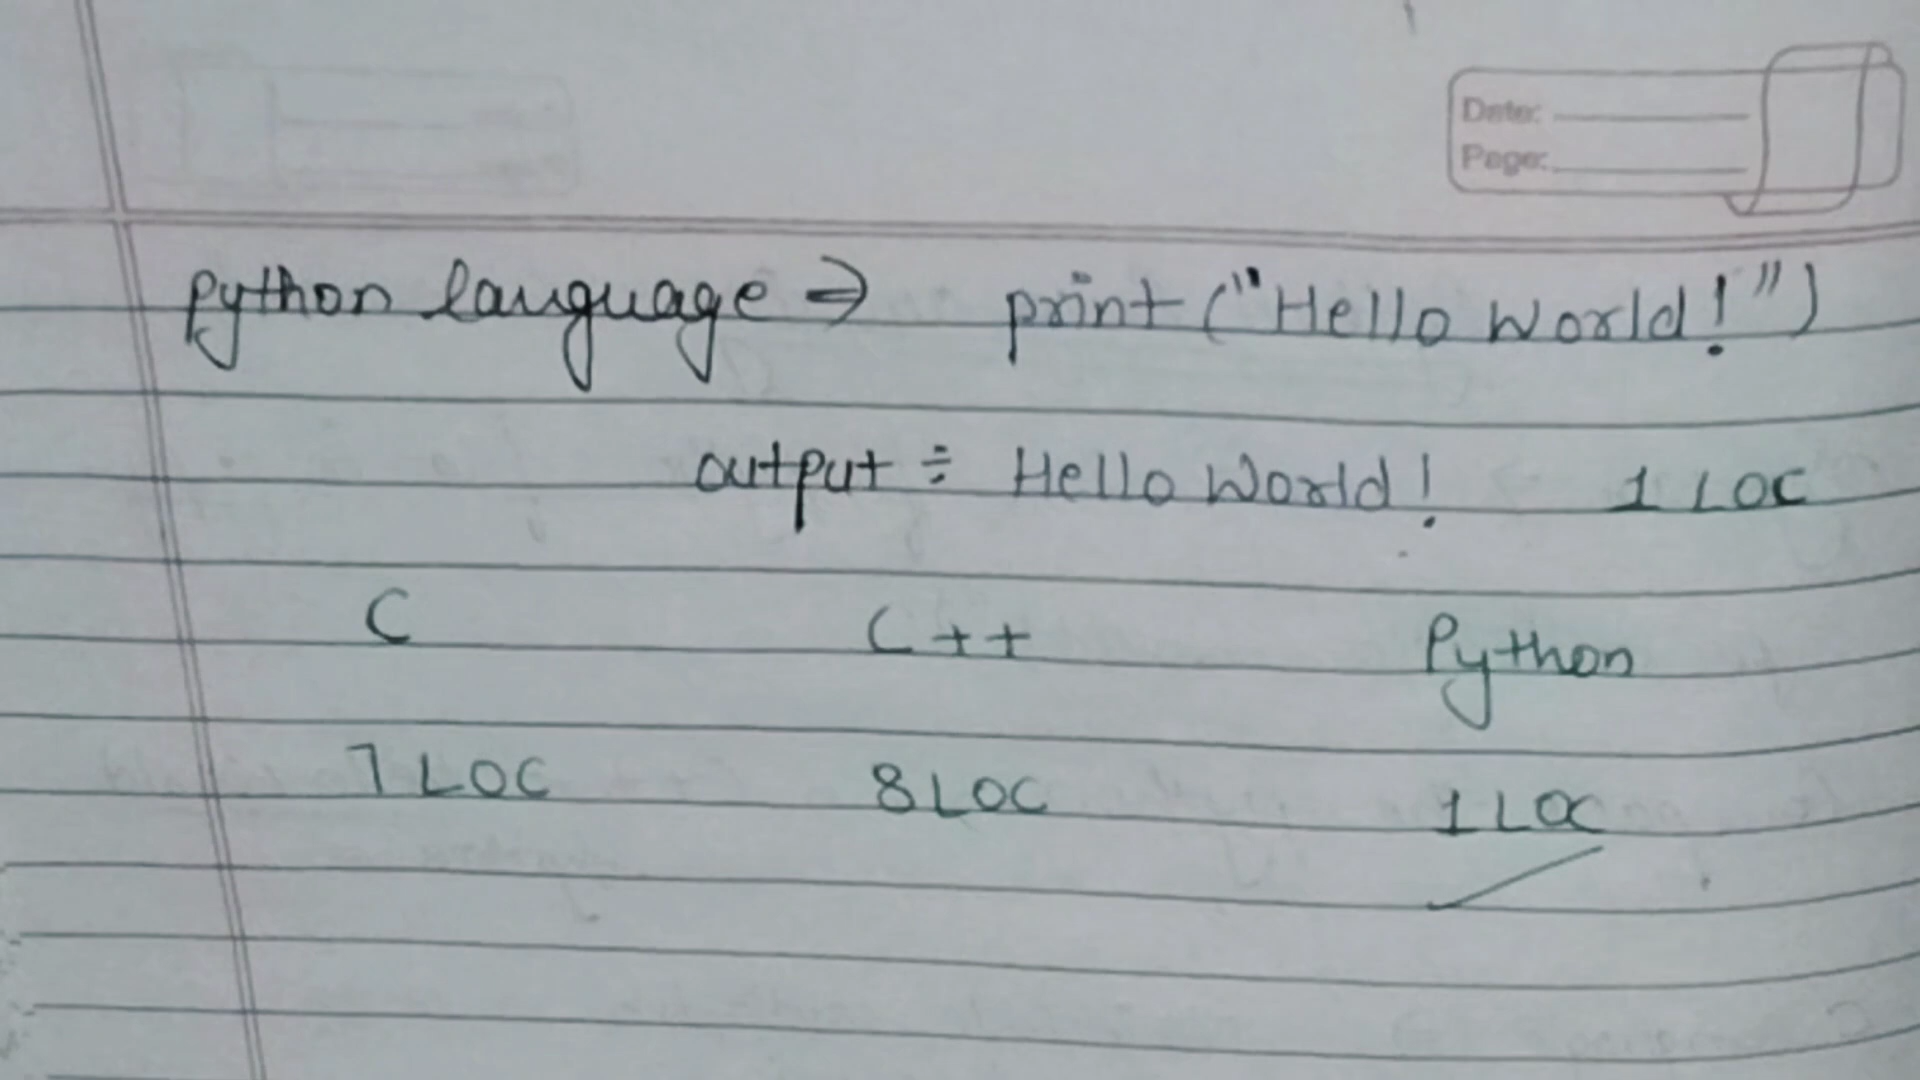 Date:
Page:
python language ⇒ print ("Hello World!")
output ÷ Hello World! 1 LOC
C C++ Python
7 LOC 8 LOC 1 LOC